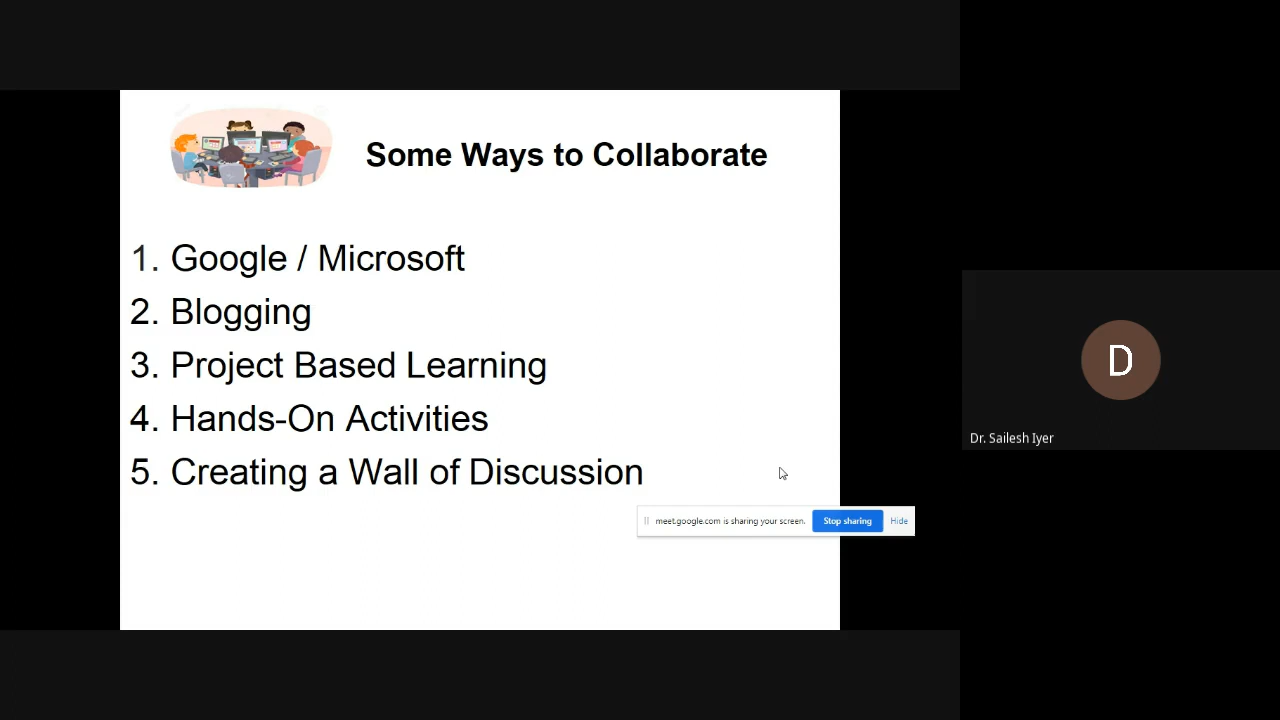 Some Ways to Collaborate
1. Google / Microsoft
2. Blogging
3. Project Based Learning
4. Hands-On Activities
5. Creating a Wall of Discussion
meet.google.com is sharing your screen. Stop sharing Hide
D
Dr. Sailesh Iyer